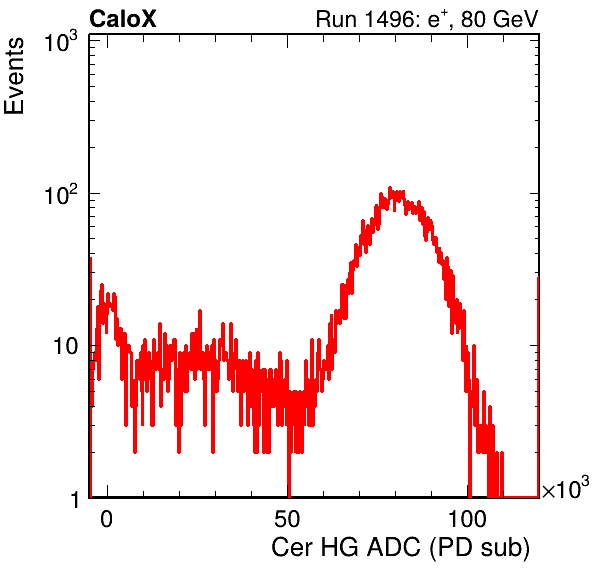 CaloX Run 1496: e⁺, 80 GeV
Events
10³
10²
10
1
0 50 100 ×10³
Cer HG ADC (PD sub)